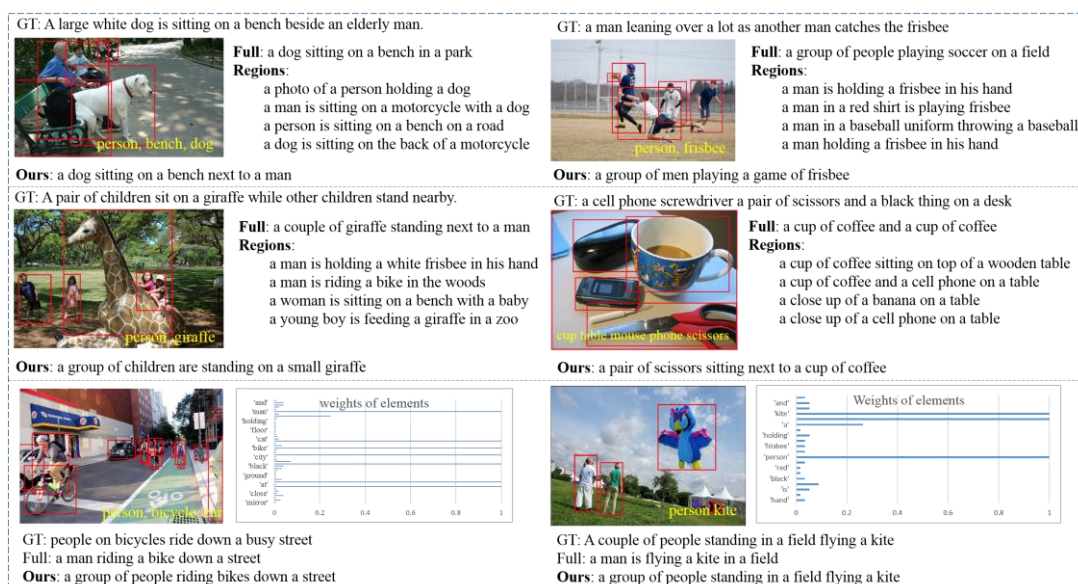 GT: A large white dog is sitting on a bench beside an elderly man.
Full: a dog sitting on a bench in a park
Regions:
a photo of a person holding a dog
a man is sitting on a motorcycle with a dog
a person is sitting on a bench on a road
a dog is sitting on the back of a motorcycle
person, bench, dog
Ours: a dog sitting on a bench next to a man
GT: a man leaning over a lot as another man catches the frisbee
Full: a group of people playing soccer on a field
Regions:
a man is holding a frisbee in his hand
a man in a red shirt is playing frisbee
a man in a baseball uniform throwing a baseball
a man holding a frisbee in his hand
person, frisbee
Ours: a group of men playing a game of frisbee
GT: A pair of children sit on a giraffe while other children stand nearby.
Full: a couple of giraffe standing next to a man
Regions:
a man is holding a white frisbee in his hand
a man is riding a bike in the woods
a woman is sitting on a bench with a baby
a young boy is feeding a giraffe in a zoo
person, giraffe
Ours: a group of children are standing on a small giraffe
GT: a cell phone screwdriver a pair of scissors and a black thing on a desk
Full: a cup of coffee and a cup of coffee
Regions:
a cup of coffee sitting on top of a wooden table
a cup of coffee and a cell phone on a table
a close up of a banana on a table
a close up of a cell phone on a table
cup table mouse phone scissors
Ours: a pair of scissors sitting next to a cup of coffee
person, bicycle, car
weights of elements
'and'
'man'
'holding'
'floor'
'cat'
'bike'
'city'
'black'
'ground'
'at'
'close'
'mirror'
0 0.2 0.4 0.6 0.8 1
GT: people on bicycles ride down a busy street
Full: a man riding a bike down a street
Ours: a group of people riding bikes down a street
person kite
Weights of elements
'and'
'kite'
'a'
'holding'
'frisbee'
'person'
'red'
'black'
'is'
'hand'
0 0.2 0.4 0.6 0.8 1
GT: A couple of people standing in a field flying a kite
Full: a man is flying a kite in a field
Ours: a group of people standing in a field flying a kite